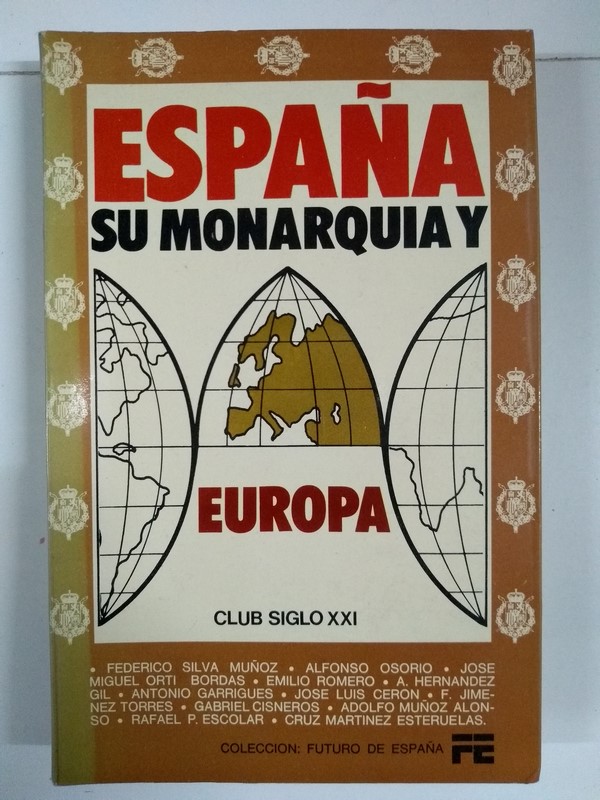 ESPAÑA
SU MONARQUIA Y
EUROPA
CLUB SIGLO XXI
• FEDERICO SILVA MUÑOZ • ALFONSO OSORIO • JOSE
MIGUEL ORTI BORDAS • EMILIO ROMERO • A. HERNANDEZ
GIL • ANTONIO GARRIGUES • JOSE LUIS CERON • F. JIME-
NEZ TORRES • GABRIEL CISNEROS • ADOLFO MUÑOZ ALON-
SO • RAFAEL P. ESCOLAR • CRUZ MARTINEZ ESTERUELAS.
COLECCION: FUTURO DE ESPAÑA FE